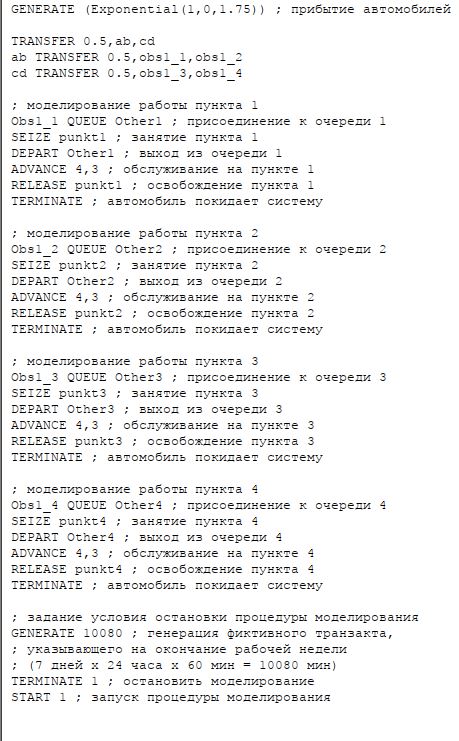 GENERATE (Exponential(1,0,1.75)) ; прибытие автомобилей
TRANSFER 0.5,ab,cd
ab TRANSFER 0.5,obs1_1,obs1_2
cd TRANSFER 0.5,obs1_3,obs1_4
; моделирование работы пункта 1
Obs1_1 QUEUE Other1 ; присоединение к очереди 1
SEIZE punkt1 ; занятие пункта 1
DEPART Other1 ; выход из очереди 1
ADVANCE 4,3 ; обслуживание на пункте 1
RELEASE punkt1 ; освобождение пункта 1
TERMINATE ; автомобиль покидает систему
; моделирование работы пункта 2
Obs1_2 QUEUE Other2 ; присоединение к очереди 2
SEIZE punkt2 ; занятие пункта 2
DEPART Other2 ; выход из очереди 2
ADVANCE 4,3 ; обслуживание на пункте 2
RELEASE punkt2 ; освобождение пункта 2
TERMINATE ; автомобиль покидает систему
; моделирование работы пункта 3
Obs1_3 QUEUE Other3 ; присоединение к очереди 3
SEIZE punkt3 ; занятие пункта 3
DEPART Other3 ; выход из очереди 3
ADVANCE 4,3 ; обслуживание на пункте 3
RELEASE punkt3 ; освобождение пункта 3
TERMINATE ; автомобиль покидает систему
; моделирование работы пункта 4
Obs1_4 QUEUE Other4 ; присоединение к очереди 4
SEIZE punkt4 ; занятие пункта 4
DEPART Other4 ; выход из очереди 4
ADVANCE 4,3 ; обслуживание на пункте 4
RELEASE punkt4 ; освобождение пункта 4
TERMINATE ; автомобиль покидает систему
; задание условия остановки процедуры моделирования
GENERATE 10080 ; генерация фиктивного транзакта,
; указывающего на окончание рабочей недели
; (7 дней х 24 часа х 60 мин = 10080 мин)
TERMINATE 1 ; остановить моделирование
START 1 ; запуск процедуры моделирования